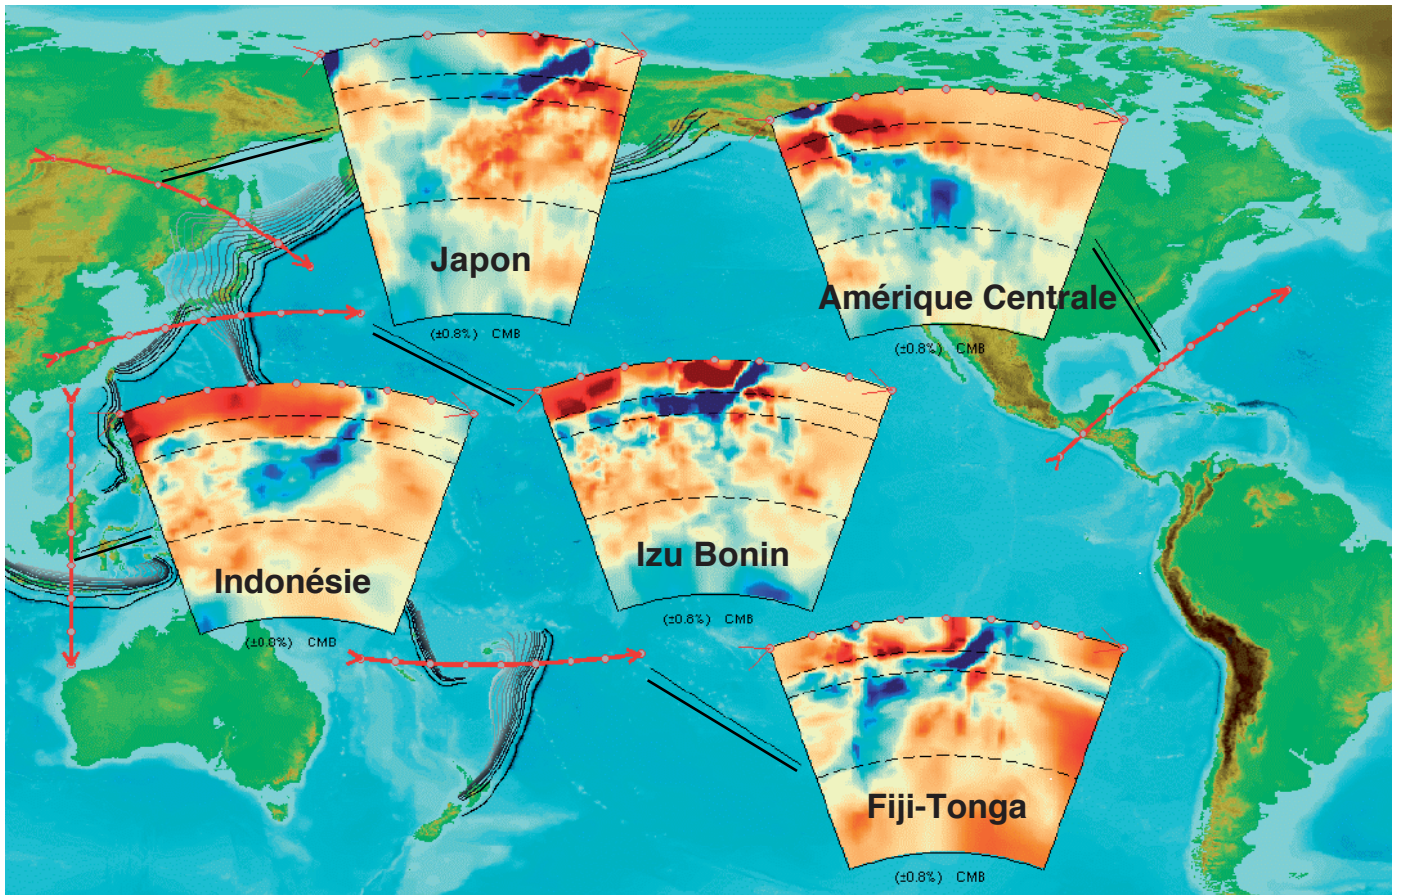 Japon
(±0.8%) CMB
Amérique Centrale
(±0.8%) CMB
Indonésie
(±0.8%) CMB
Izu Bonin
(±0.8%) CMB
Fiji-Tonga
(±0.8%) CMB